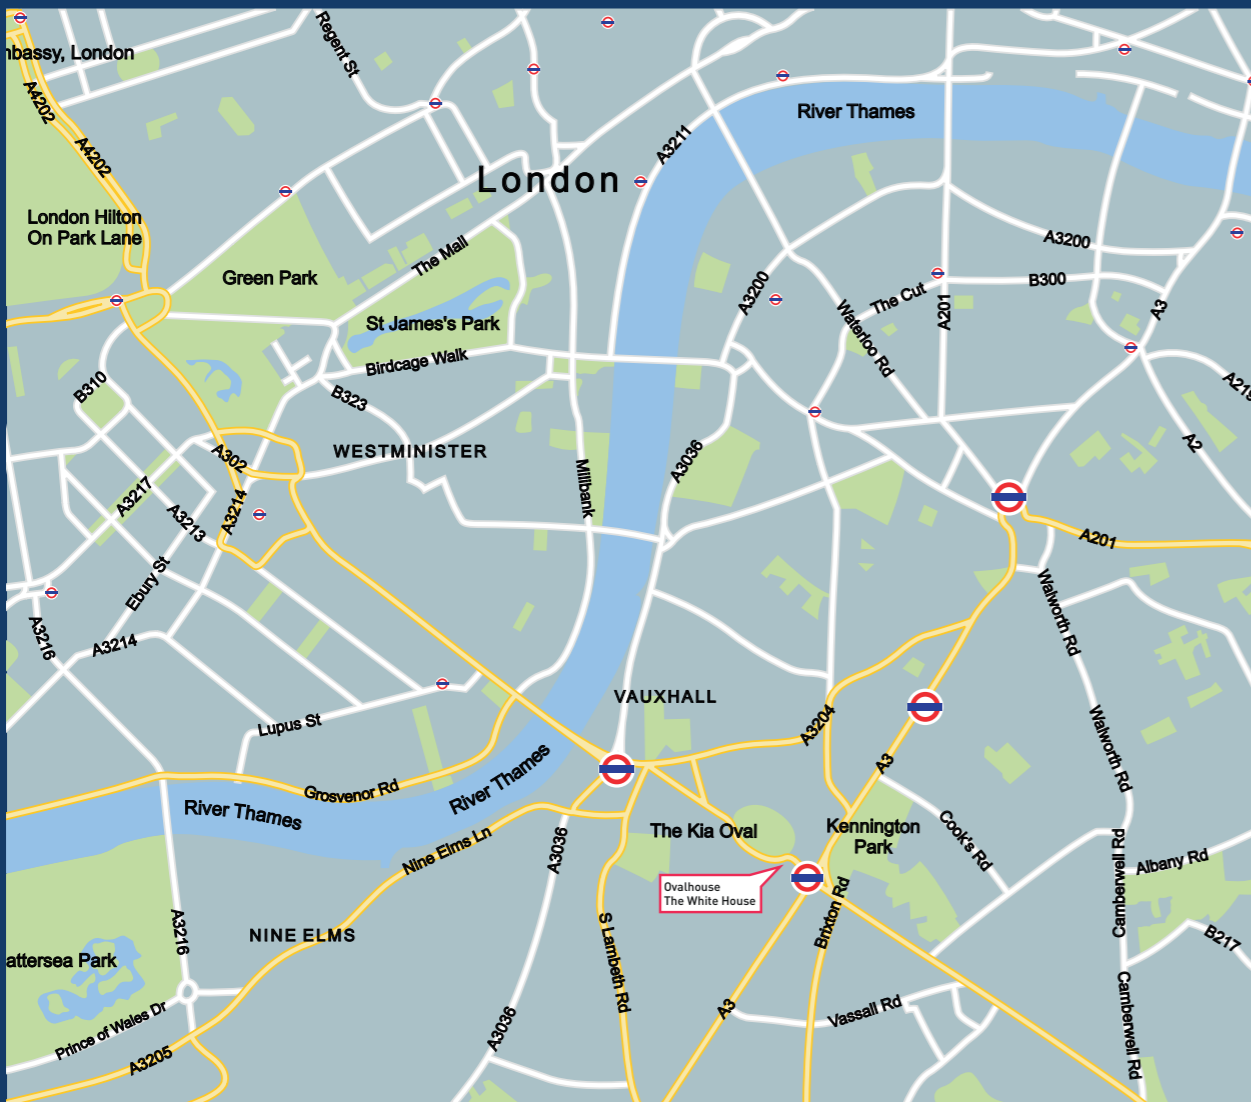 Regent St
mbassy, London
A4202
A4202
River Thames
A3211
London
London Hilton
On Park Lane
Green Park
The Mall
A3200
B300
A3200
The Cut
A201
A3
St James's Park
Waterloo Rd
Birdcage Walk
B310
B323
A219
A2
WESTMINISTER
A302
A3036
Millbank
A3217
A3213
A3214
A201
Ebury St
Walworth Rd
A3216
A3214
VAUXHALL
Lupus St
A3204
Walworth Rd
A3
Grosvenor Rd
River Thames
River Thames
The Kia Oval
Kennington
Park
Cook's Rd
Nine Elms Ln
A3036
Camberwell Rd
Albany Rd
Ovalhouse
The White House
Brixton Rd
A3216
NINE ELMS
S Lambeth Rd
B217
attersea Park
A3
Vassall Rd
Camberwell Rd
Prince of Wales Dr
A3036
A3205